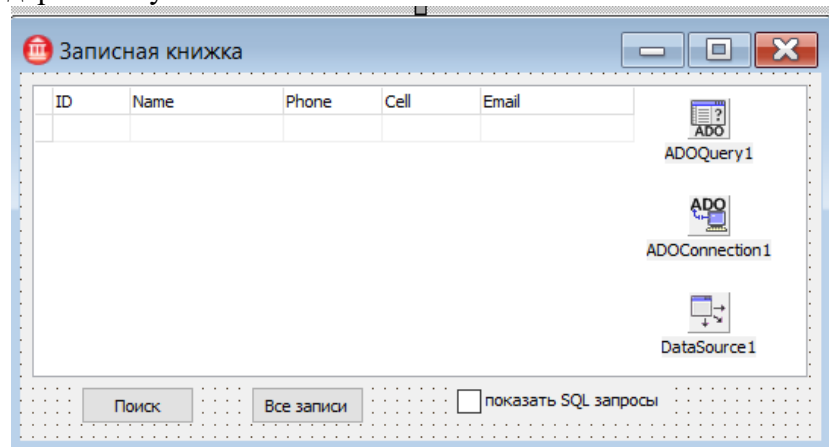 Записная книжка
ID Name Phone Cell Email
?
ADO
ADOQuery1
ADO
ADOConnection1
DataSource1
Поиск Все записи показать SQL запросы